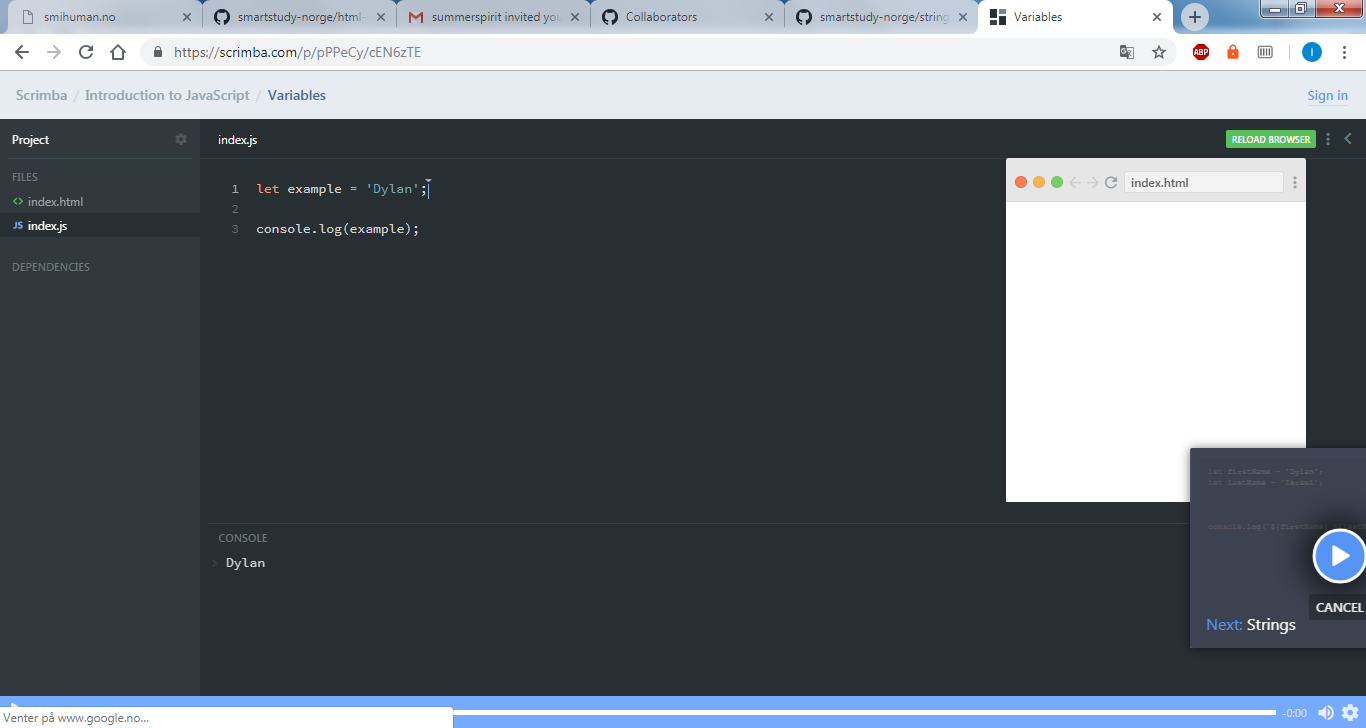 smihuman.no
smartstudy-norge/html-
summerspirit invited you
Collaborators
smartstudy-norge/string
Variables
https://scrimba.com/p/pPPeCy/cEN6zTE
ABP
I
Scrimba / Introduction to JavaScript / Variables
Sign in
Project
index.js
RELOAD BROWSER
FILES
<> index.html
JS index.js
DEPENDENCIES
1 let example = 'Dylan';
2
3 console.log(example);
index.html
let firstName = 'Dylan';
let lastName = 'Israel';
console.log(`${firstName}
CONSOLE
> Dylan
CANCEL
Next: Strings
-0:00
Venter på www.google.no...